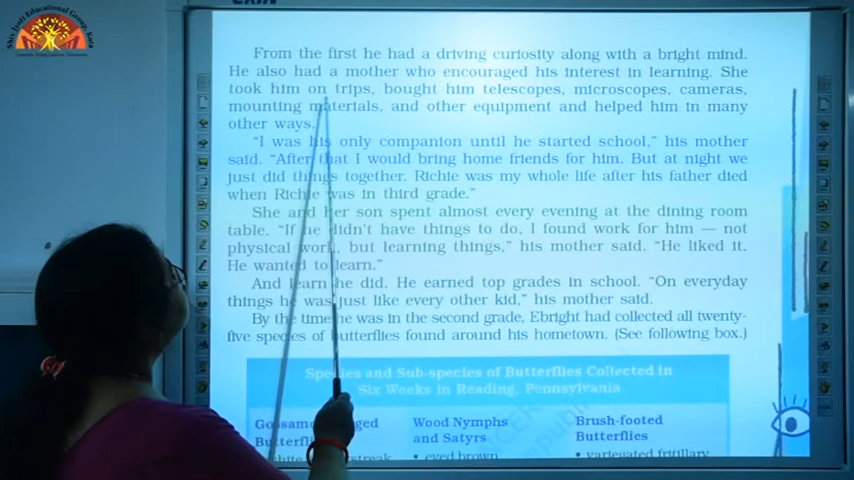 Shiv Jyoti Educational Group, Kota
From the first he had a driving curiosity along with a bright mind.
He also had a mother who encouraged his interest in learning. She
took him on trips, bought him telescopes, microscopes, cameras,
mounting materials, and other equipment and helped him in many
other ways.
“I was his only companion until he started school,” his mother
said. “After that I would bring home friends for him. But at night we
just did things together. Richie was my whole life after his father died
when Richie was in third grade.”
She and her son spent almost every evening at the dining room
table. “If he didn’t have things to do, I found work for him — not
physical work, but learning things,” his mother said. “He liked it.
He wanted to learn.”
And learn he did. He earned top grades in school. “On everyday
things he was just like every other kid,” his mother said.
By the time he was in the second grade, Ebright had collected all twenty-
five species of butterflies found around his hometown. (See following box.)
Species and Sub-species of Butterflies Collected in
Six Weeks in Reading, Pennsylvania
Wood Nymphs
and Satyrs
• eyed brown
Brush-footed
Butterflies
• variegated fritillary